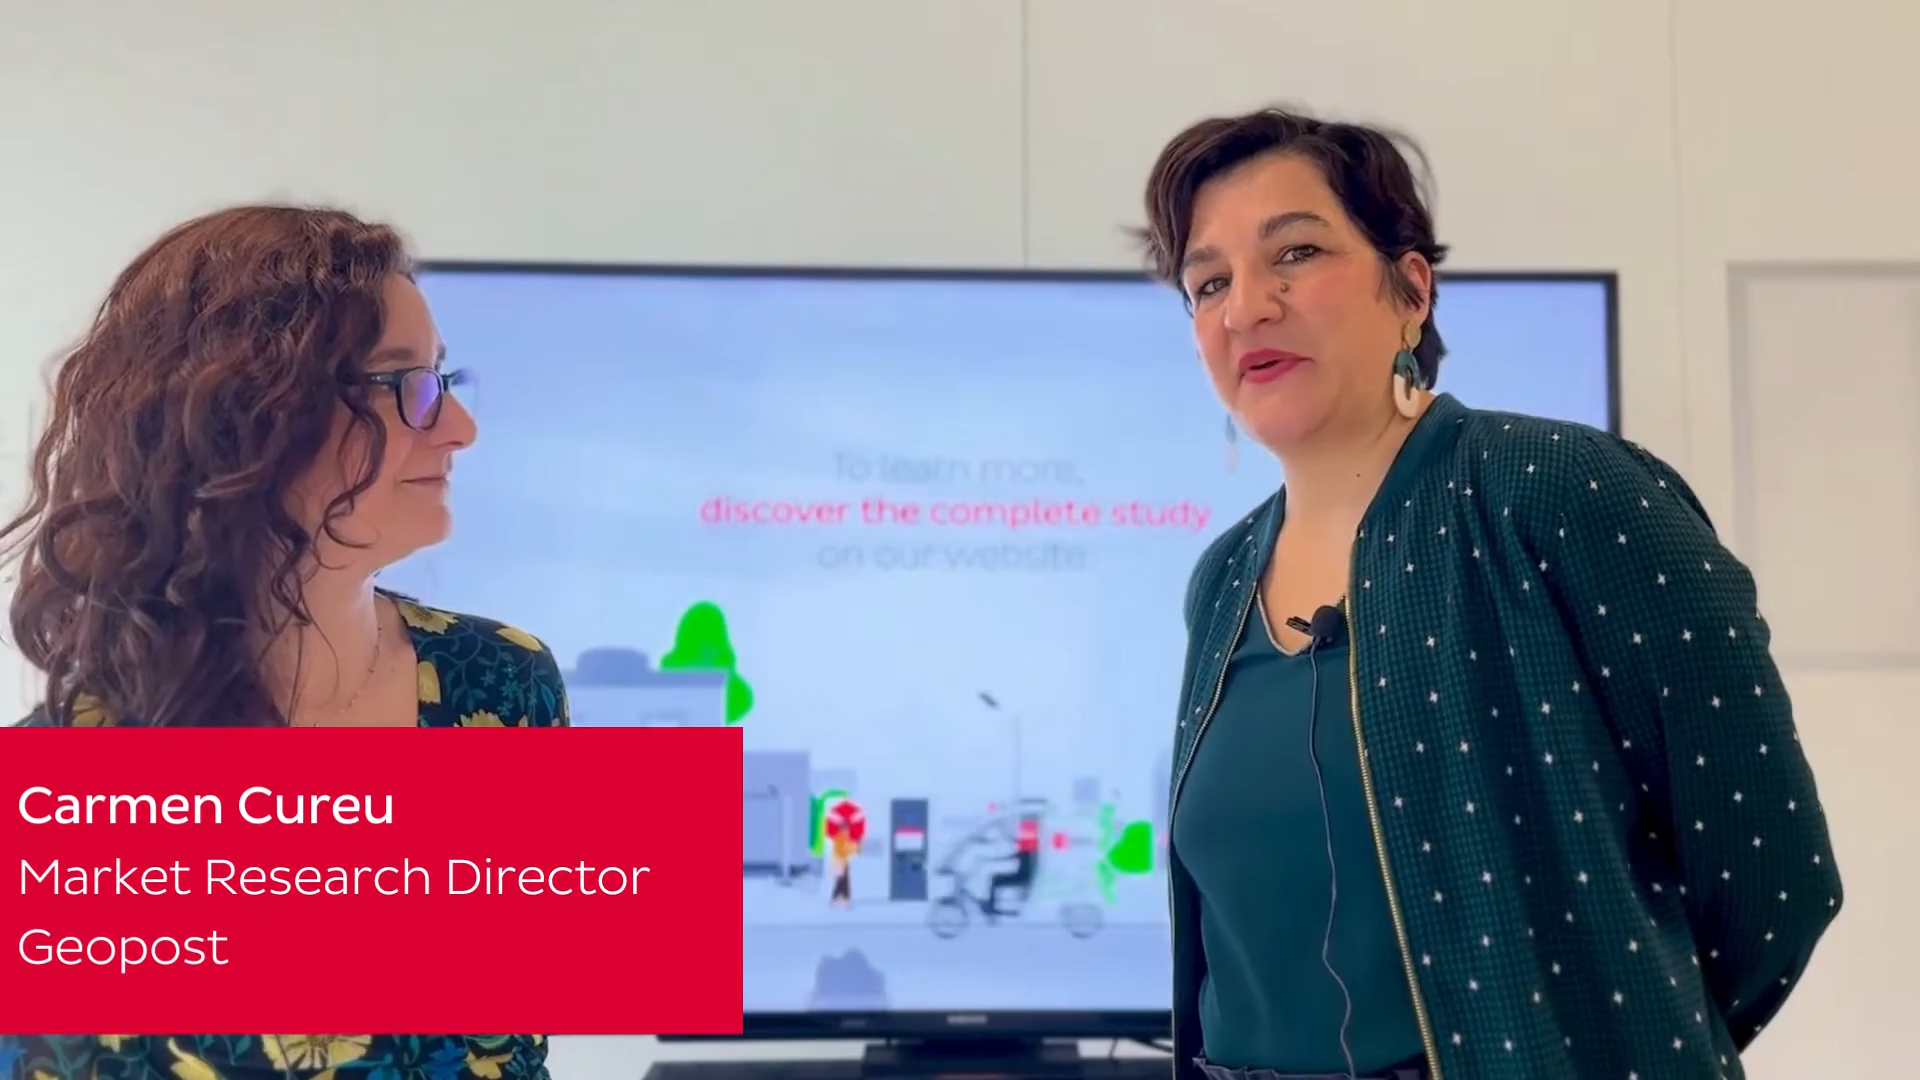 To learn more,
discover the complete study
on our website
Carmen Cureu
Market Research Director
Geopost